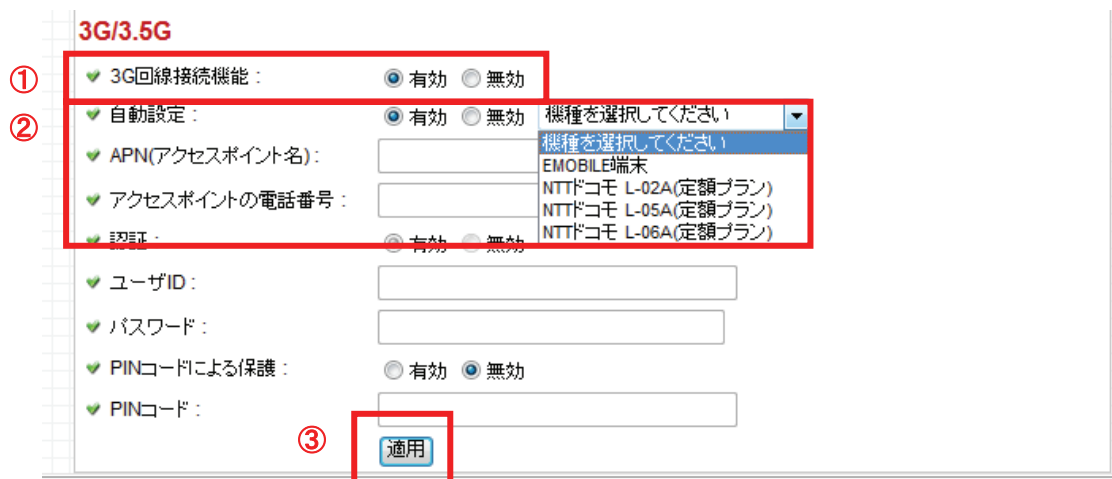 3G/3.5G
① 3G回線接続機能 : 有効 無効
② 自動設定 : 有効 無効 機種を選択してください
機種を選択してください
APN(アクセスポイント名) :
EMOBILE端末
NTTドコモ L-02A(定額プラン)
アクセスポイントの電話番号 :
NTTドコモ L-05A(定額プラン)
NTTドコモ L-06A(定額プラン)
認証 : 有効 無効
ユーザID :
パスワード :
PINコードによる保護 : 有効 無効
PINコード :
③ 適用